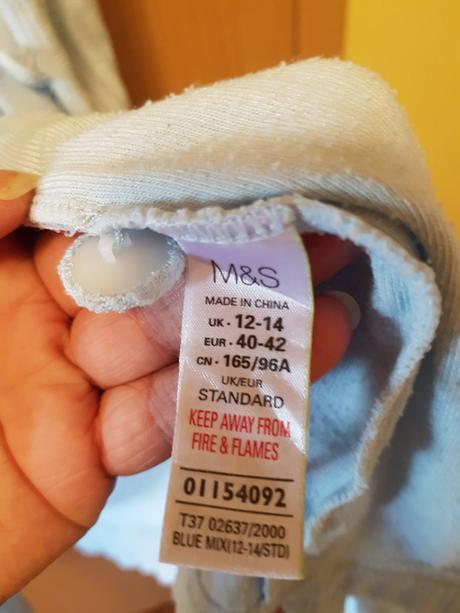 M&S
MADE IN CHINA
UK · 12-14
EUR · 40-42
CN · 165/96A
UK/EUR
STANDARD
KEEP AWAY FROM
FIRE & FLAMES
01154092
T37 02637/2000
BLUE MIX(12-14/STD)